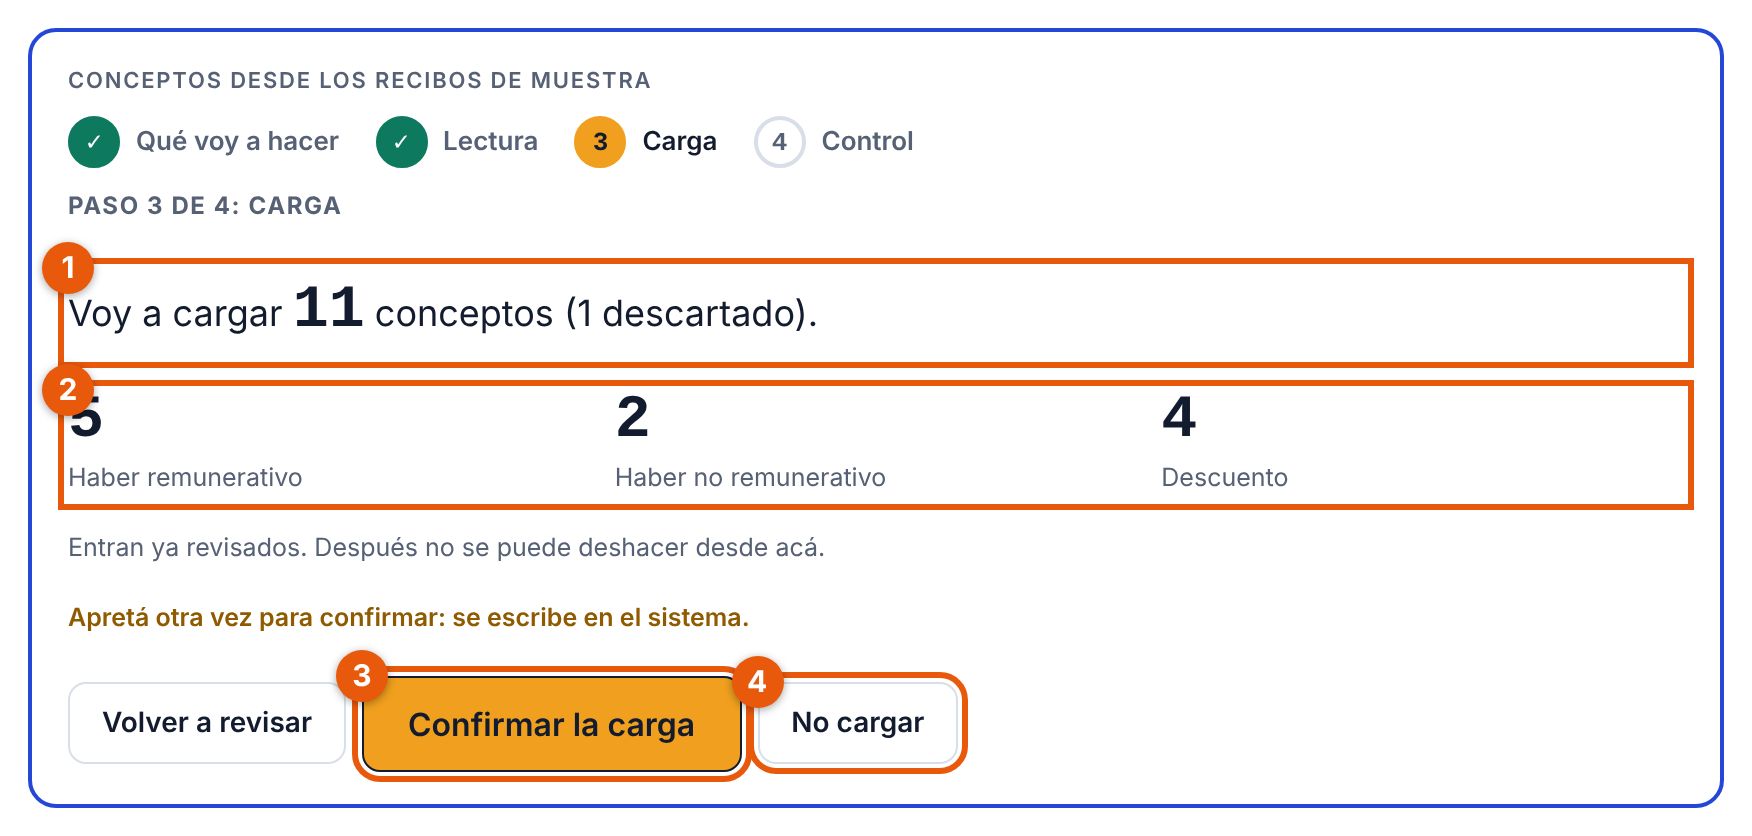 CONCEPTOS DESDE LOS RECIBOS DE MUESTRA
✓ Qué voy a hacer ✓ Lectura 3 Carga 4 Control
PASO 3 DE 4: CARGA
1
Voy a cargar 11 conceptos (1 descartado).
2
5 2 4
Haber remunerativo Haber no remunerativo Descuento
Entran ya revisados. Después no se puede deshacer desde acá.
Apretá otra vez para confirmar: se escribe en el sistema.
3 4
Volver a revisar Confirmar la carga No cargar